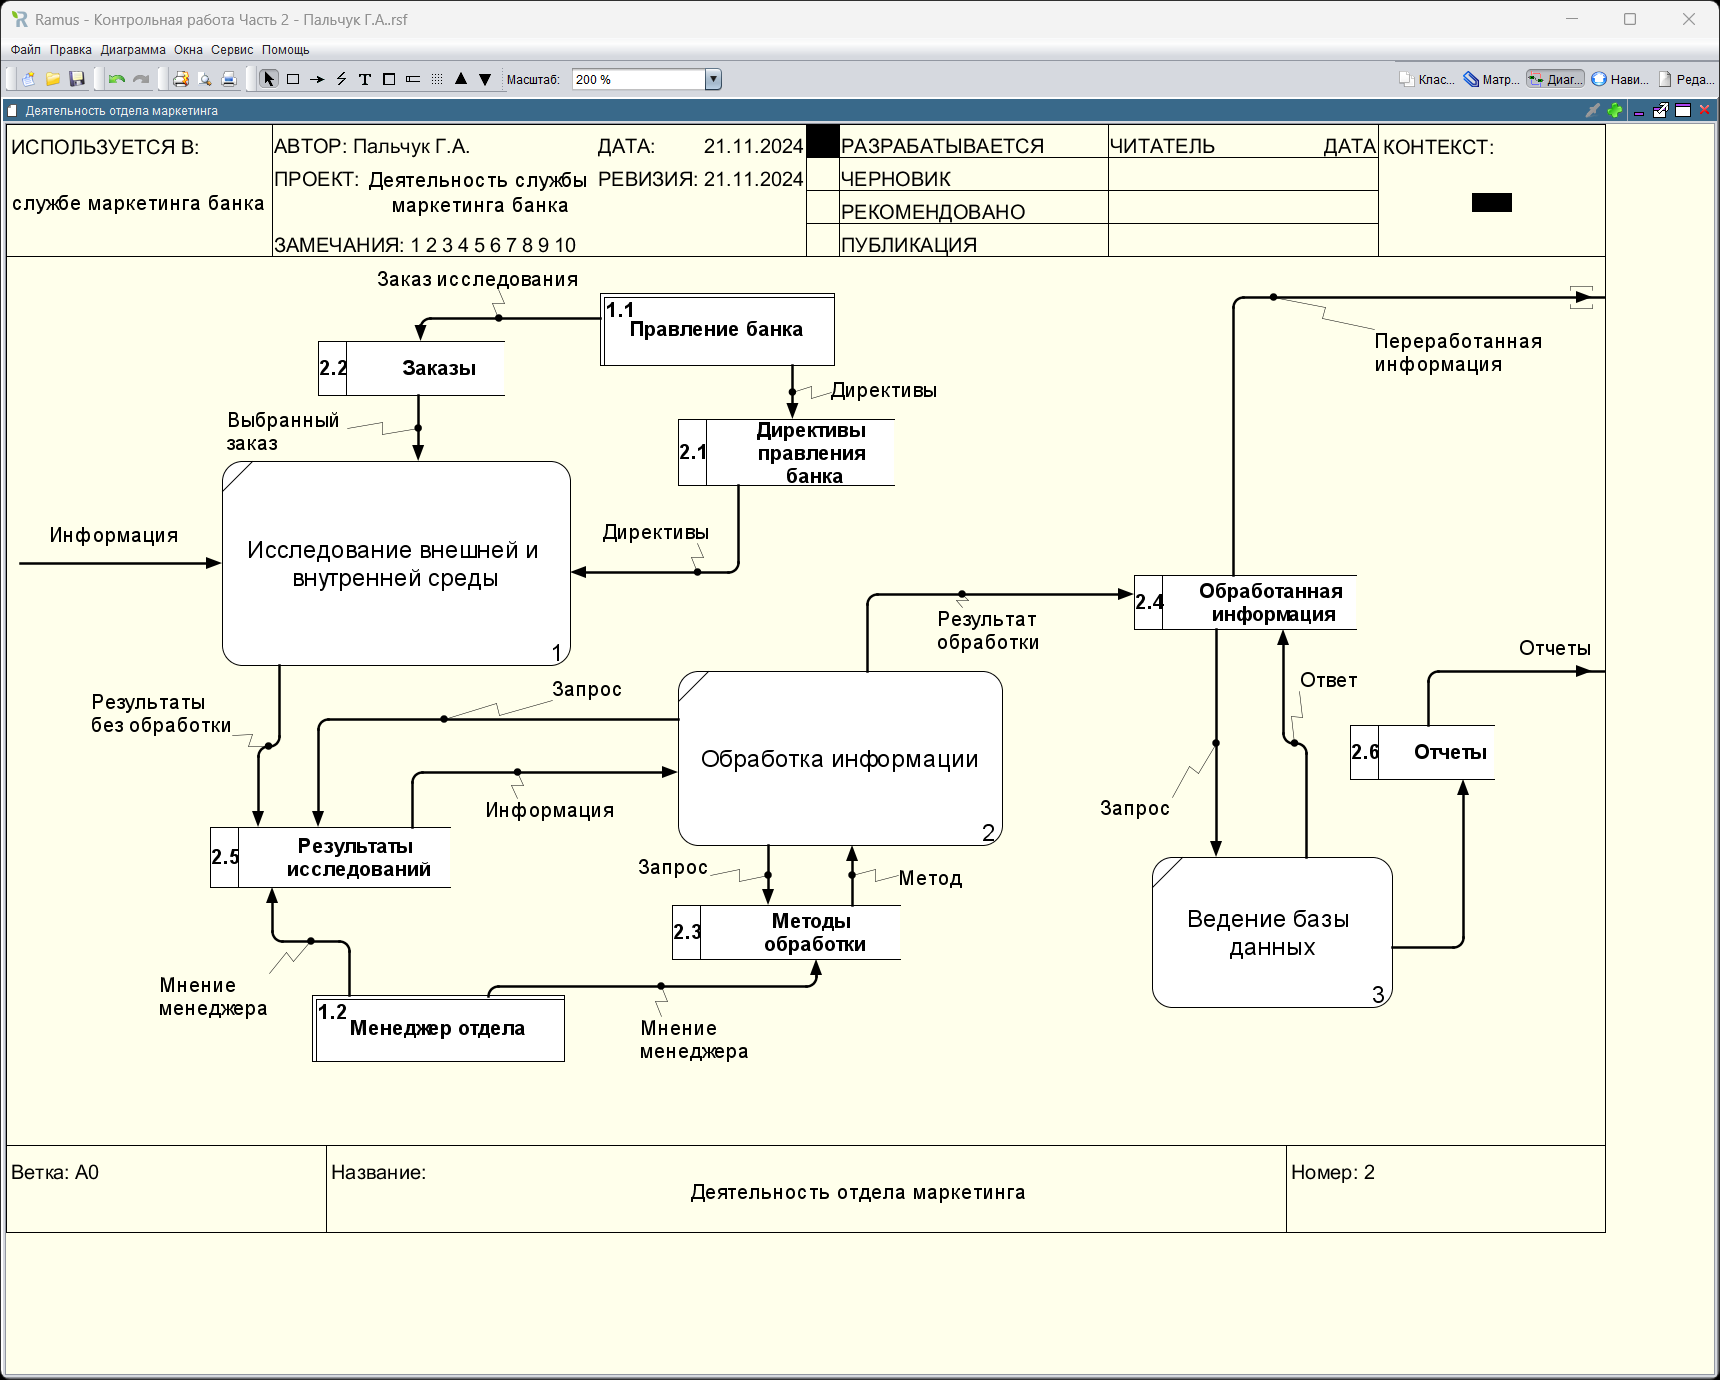 Ramus - Контрольная работа Часть 2 - Пальчук Г.А..rsf
Файл Правка Диаграмма Окна Сервис Помощь
Масштаб: 200 % Клас... Матр... Диаг... Нави... Реда...
Деятельность отдела маркетинга
ИСПОЛЬЗУЕТСЯ В:
службе маркетинга банка
АВТОР: Пальчук Г.А. ДАТА: 21.11.2024
ПРОЕКТ: Деятельность службы
маркетинга банка
РЕВИЗИЯ: 21.11.2024
ЗАМЕЧАНИЯ: 1 2 3 4 5 6 7 8 9 10
РАЗРАБАТЫВАЕТСЯ
ЧЕРНОВИК
РЕКОМЕНДОВАНО
ПУБЛИКАЦИЯ
ЧИТАТЕЛЬ ДАТА
КОНТЕКСТ:
Заказ исследования
1.1
Правление банка
2.2 Заказы
Директивы
Переработанная
информация
Выбранный
заказ
2.1
Директивы
правления
банка
Информация
Исследование внешней и
внутренней среды
1
Директивы
Результат
обработки
2.4
Обработанная
информация
Отчеты
Результаты
без обработки
Запрос
Ответ
Обработка информации
2
2.6 Отчеты
Информация
Запрос
2.5
Результаты
исследований
Запрос
Метод
2.3
Методы
обработки
Ведение базы
данных
3
Мнение
менеджера
1.2
Менеджер отдела
Мнение
менеджера
Ветка: A0
Название:
Деятельность отдела маркетинга
Номер: 2